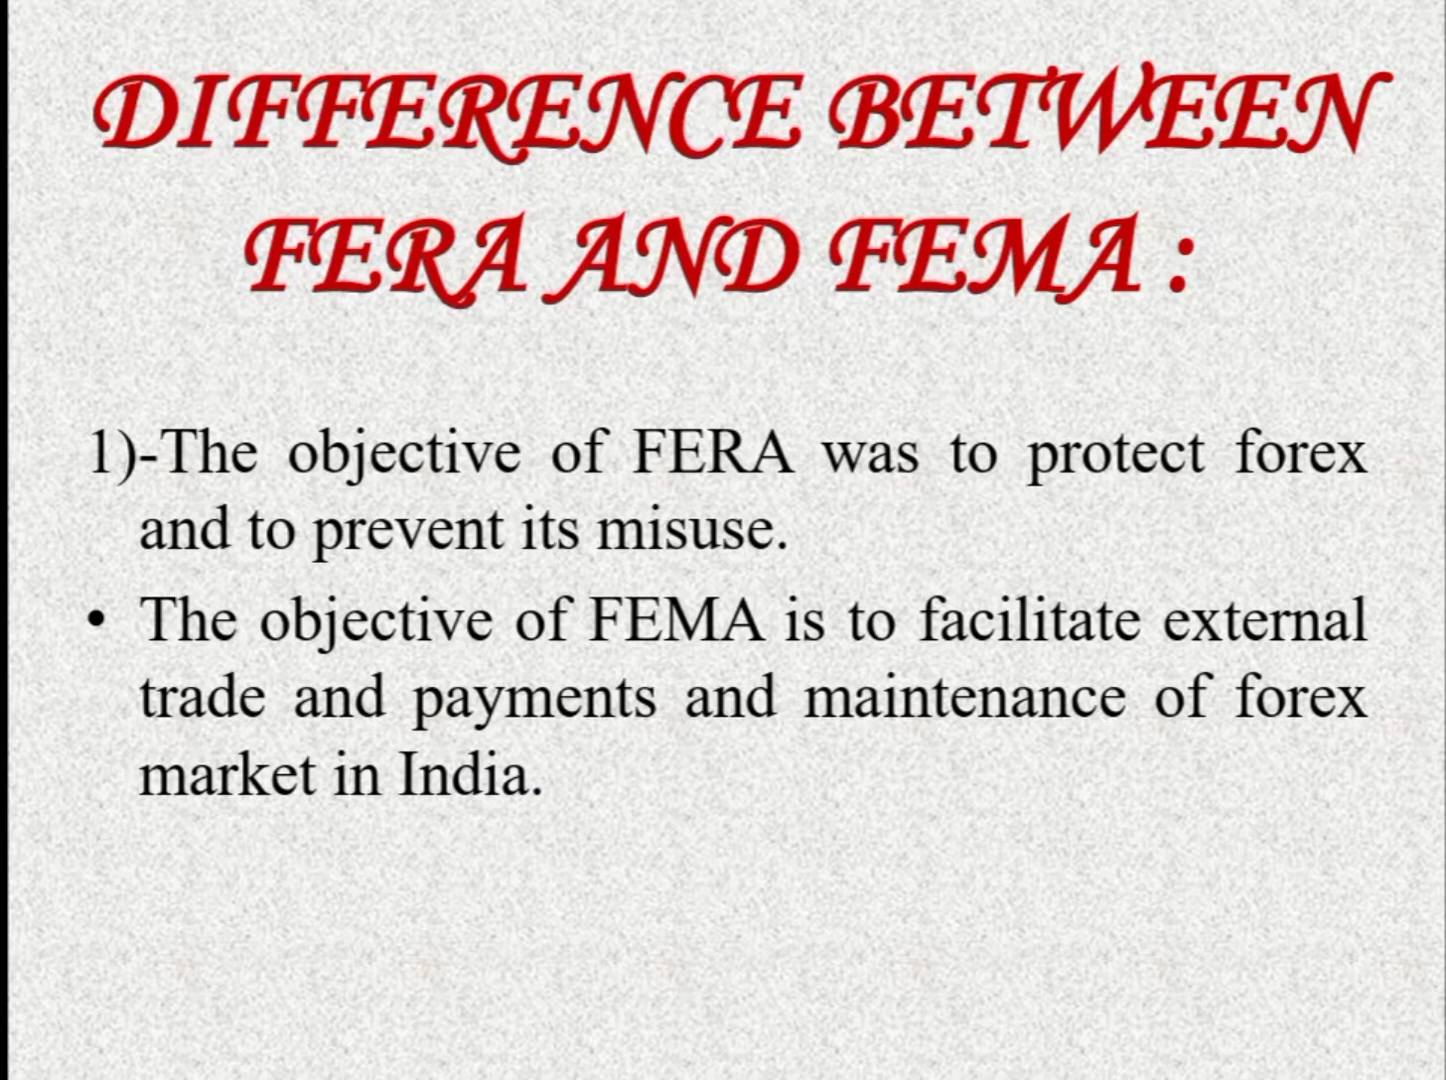 DIFFERENCE BETWEEN
FERA AND FEMA :
1)-The objective of FERA was to protect forex
and to prevent its misuse.
• The objective of FEMA is to facilitate external
trade and payments and maintenance of forex
market in India.